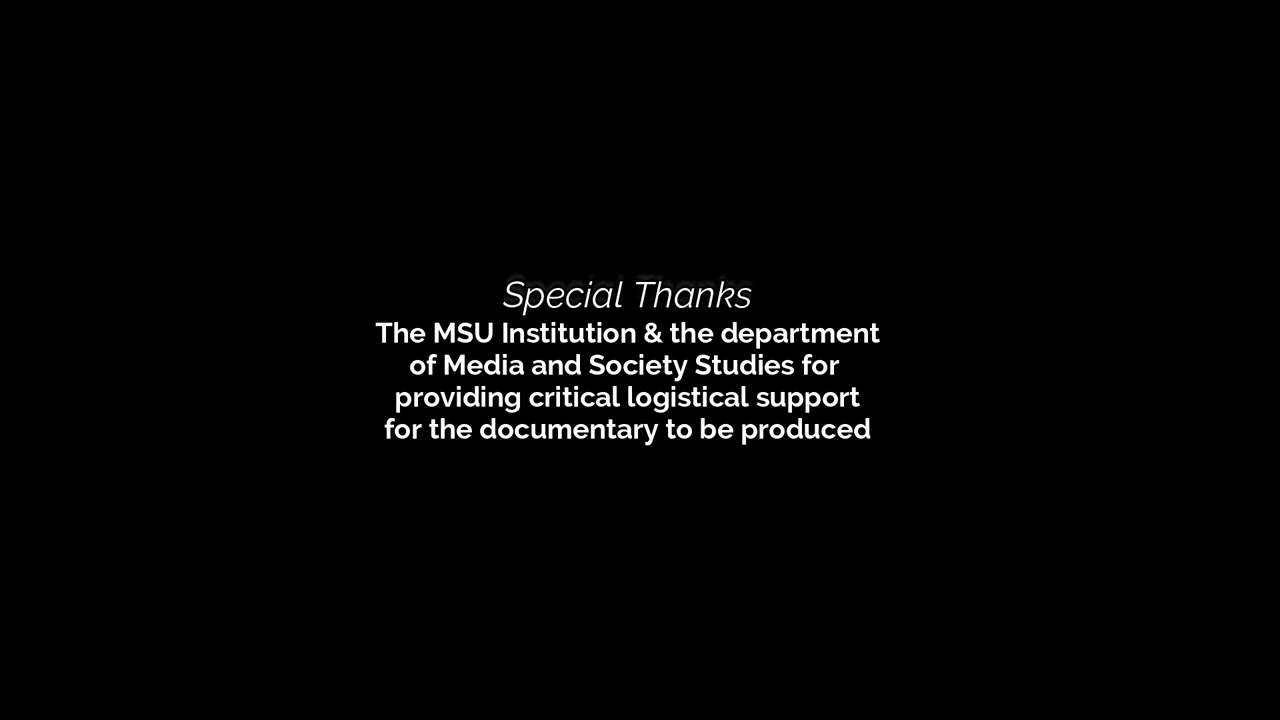 Special Thanks
The MSU Institution & the department
of Media and Society Studies for
providing critical logistical support
for the documentary to be produced